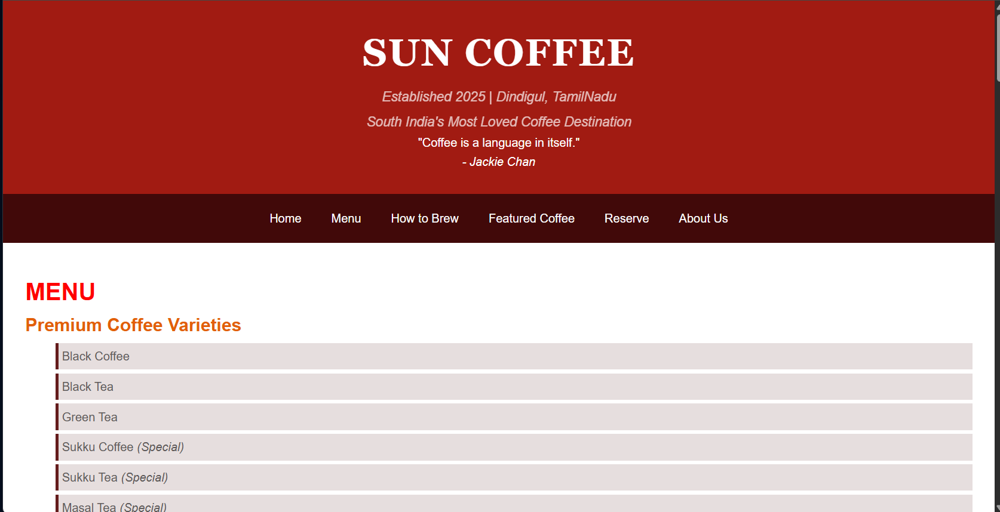 SUN COFFEE
Established 2025 | Dindigul, TamilNadu
South India's Most Loved Coffee Destination
"Coffee is a language in itself."
- Jackie Chan
Home Menu How to Brew Featured Coffee Reserve About Us
MENU
Premium Coffee Varieties
Black Coffee
Black Tea
Green Tea
Sukku Coffee (Special)
Sukku Tea (Special)
Masal Tea (Special)